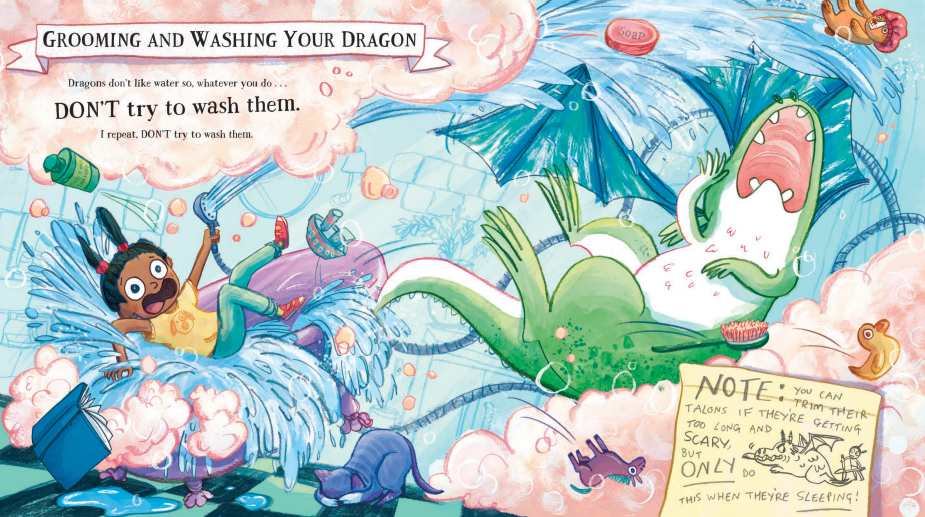 GROOMING AND WASHING YOUR DRAGON
Dragons don't like water so, whatever you do . . .
DON'T try to wash them.
I repeat, DON'T try to wash them.
SOAP
NOTE: YOU CAN
TRIM THEIR
TALONS IF THEY'RE GETTING
TOO LONG AND
SCARY,
BUT
ONLY DO
THIS WHEN THEY'RE SLEEPING!